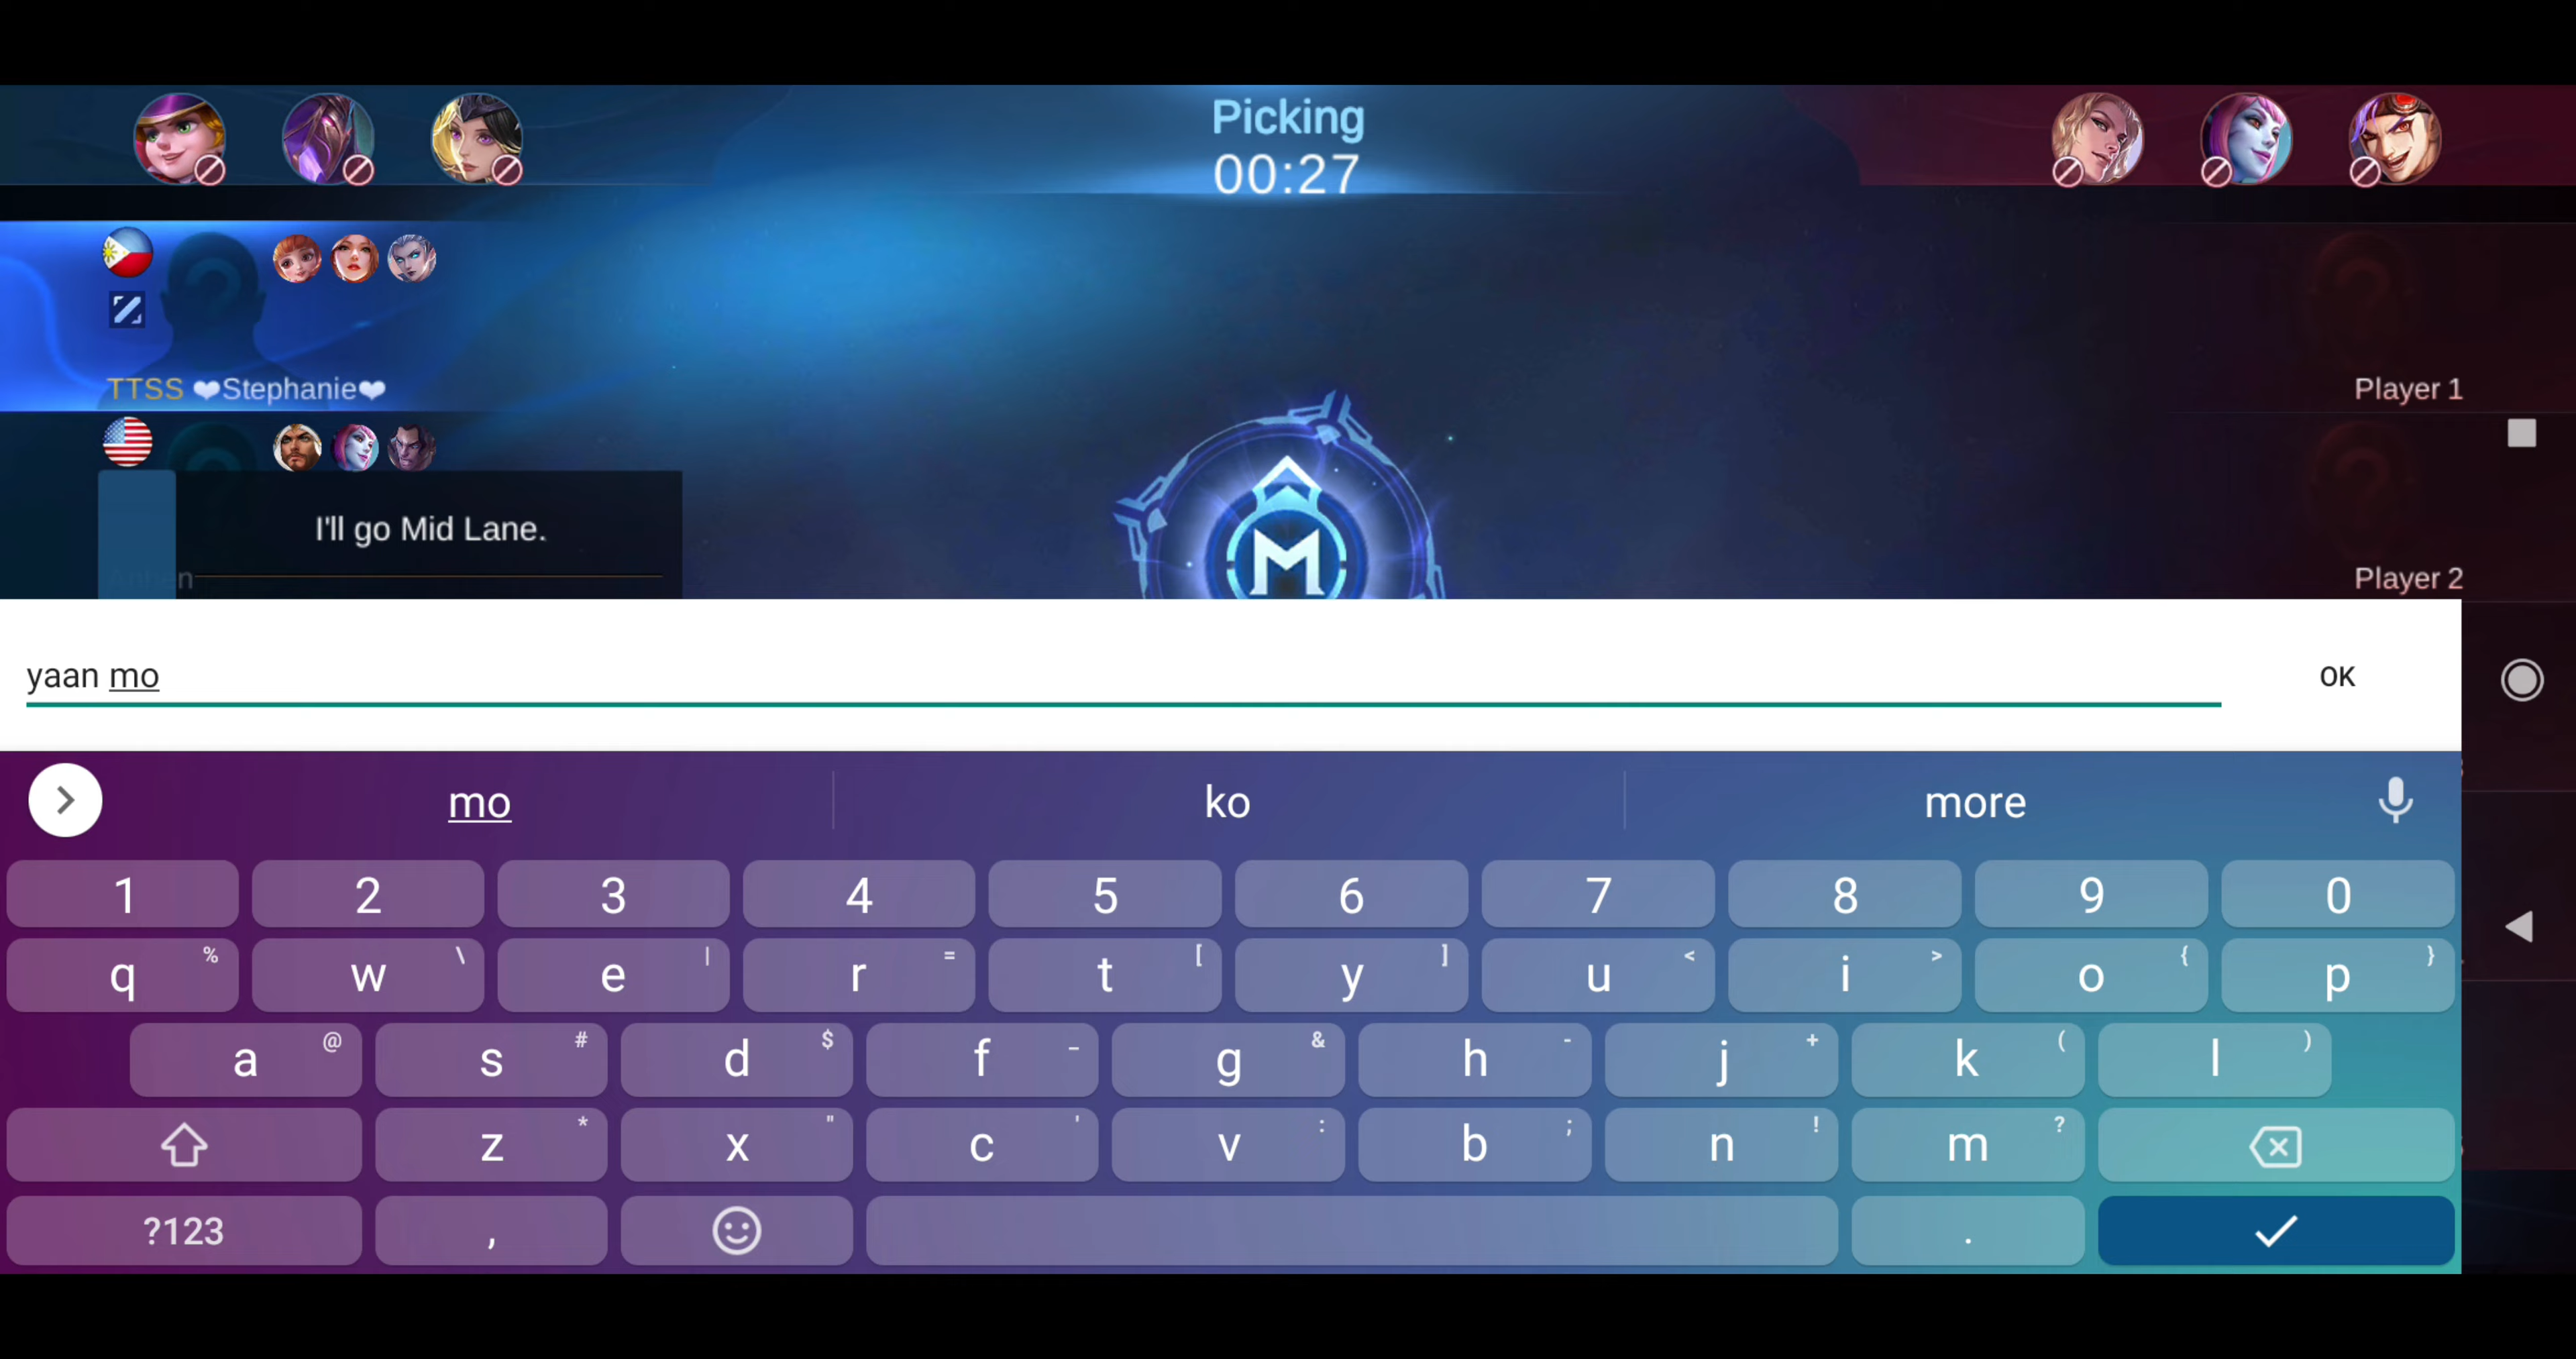 Picking
00:27
TTSS ❤Stephanie❤
Player 1
I'll go Mid Lane.
Player 2
yaan mo
OK
mo ko more
1 2 3 4 5 6 7 8 9 0
q % w \ e | r = t [ y ] u < i > o { p }
a @ s # d $ f _ g & h - j + k ( l )
z * x " c ' v : b ; n ! m ?
?123 , .